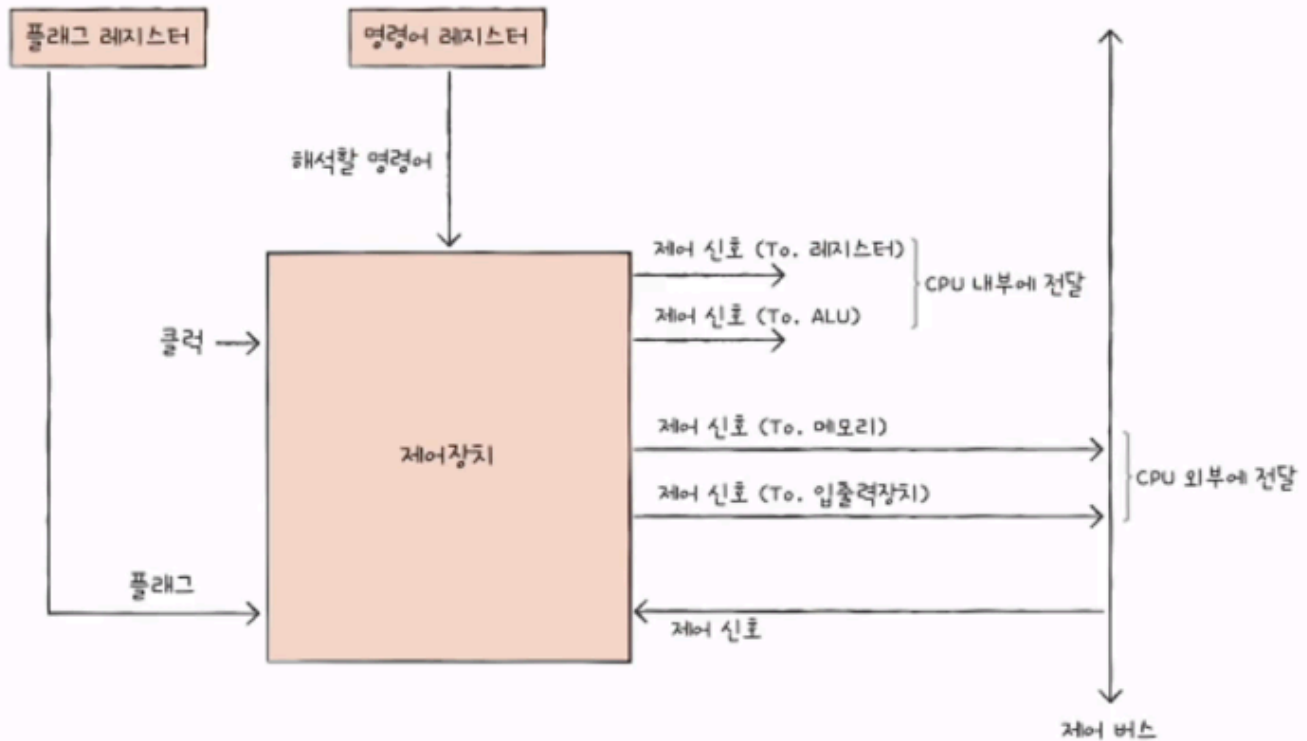 플래그 레지스터
명령어 레지스터
해석할 명령어
제어 신호 (To. 레지스터)
CPU 내부에 전달
제어 신호 (To. ALU)
클럭
제어 신호 (To. 메모리)
제어장치
CPU 외부에 전달
제어 신호 (To. 입출력장치)
플래그
제어 신호
제어 버스